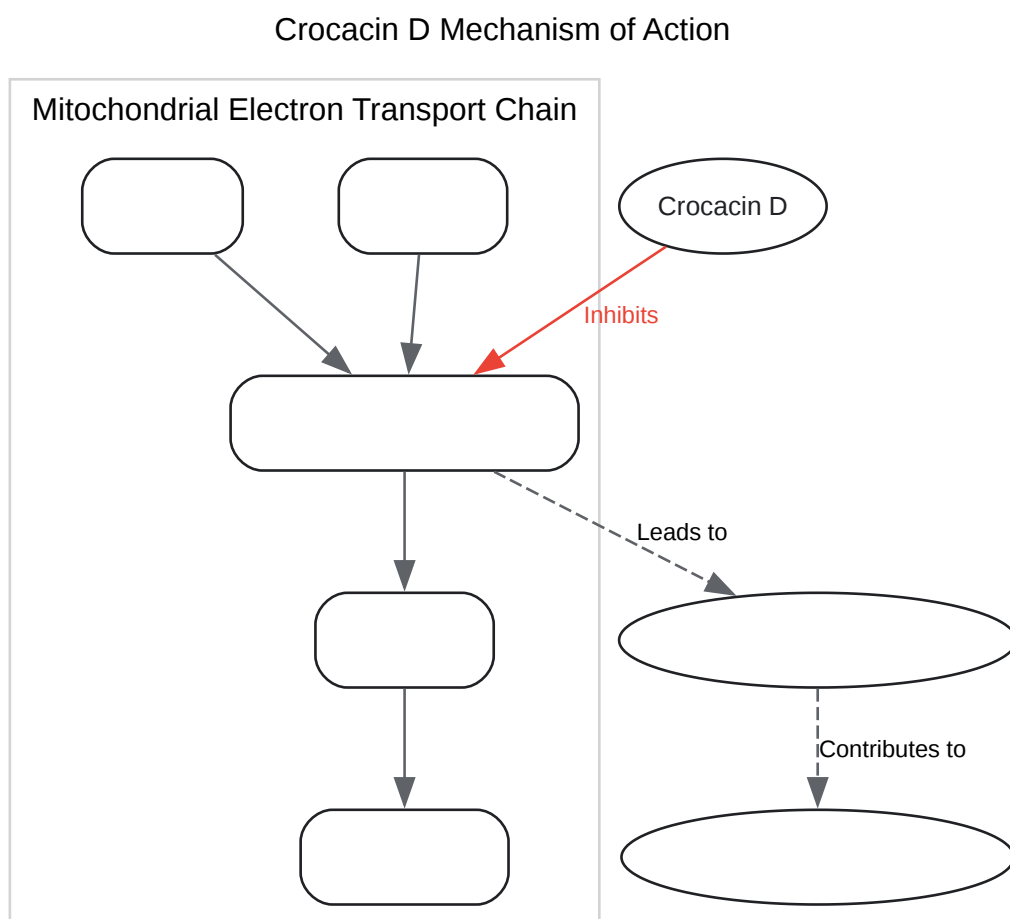 Crocacin D Mechanism of Action
Mitochondrial Electron Transport Chain
Crocacin D
Inhibits
Leads to
Contributes to